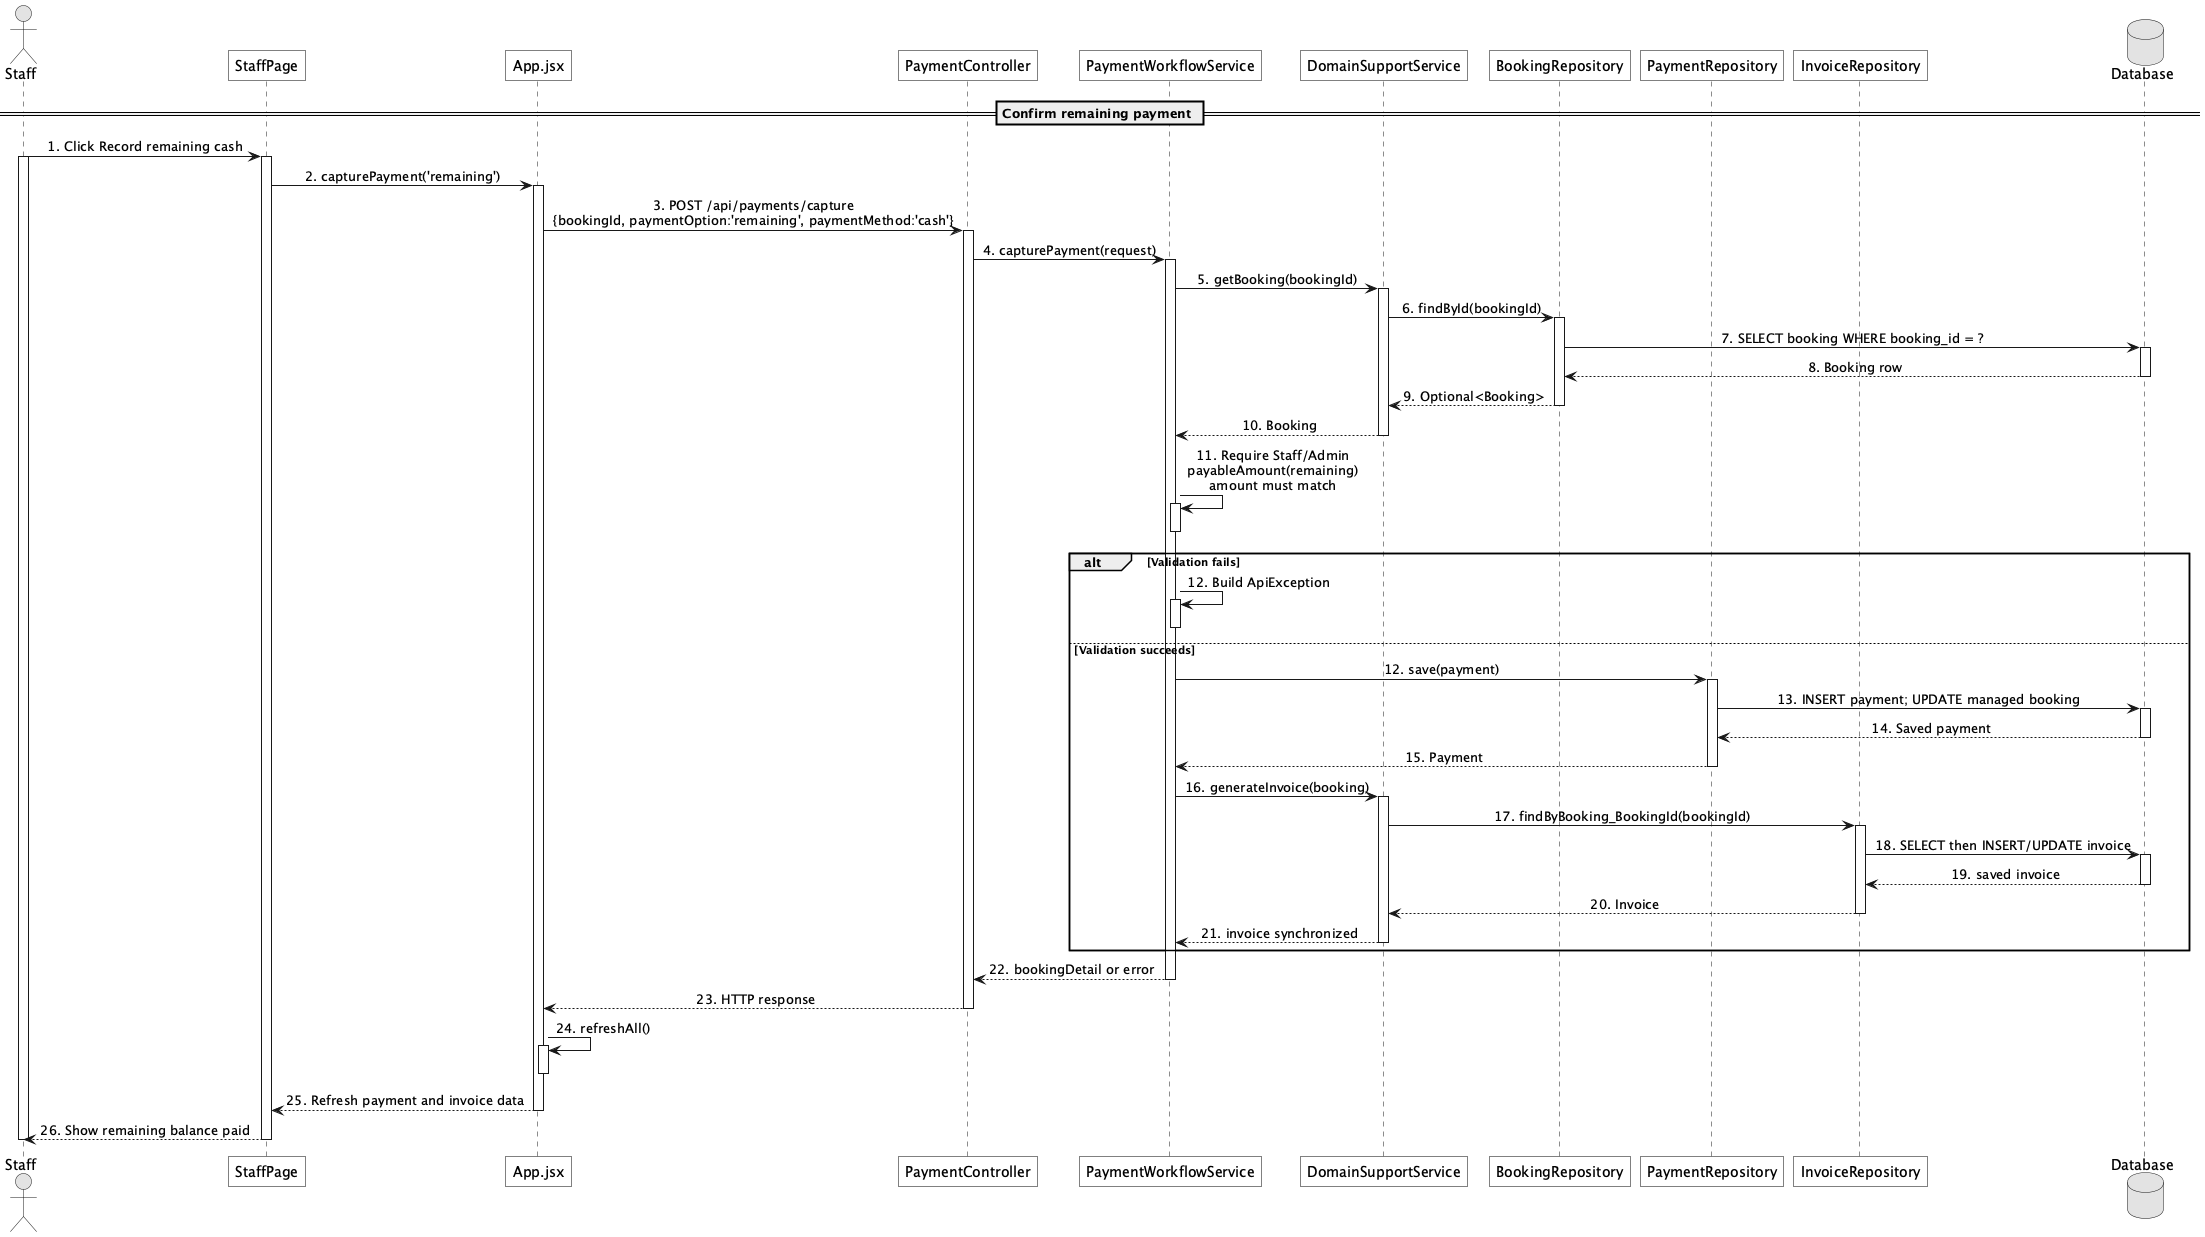 Staff
StaffPage
App.jsx
PaymentController
PaymentWorkflowService
DomainSupportService
BookingRepository
PaymentRepository
InvoiceRepository
Database
Confirm remaining payment
1. Click Record remaining cash
2. capturePayment('remaining')
3. POST /api/payments/capture
{bookingId, paymentOption:'remaining', paymentMethod:'cash'}
4. capturePayment(request)
5. getBooking(bookingId)
6. findById(bookingId)
7. SELECT booking WHERE booking_id = ?
8. Booking row
9. Optional<Booking>
10. Booking
11. Require Staff/Admin
payableAmount(remaining)
amount must match
alt
[Validation fails]
12. Build ApiException
[Validation succeeds]
12. save(payment)
13. INSERT payment; UPDATE managed booking
14. Saved payment
15. Payment
16. generateInvoice(booking)
17. findByBooking_BookingId(bookingId)
18. SELECT then INSERT/UPDATE invoice
19. saved invoice
20. Invoice
21. invoice synchronized
22. bookingDetail or error
23. HTTP response
24. refreshAll()
25. Refresh payment and invoice data
26. Show remaining balance paid
Staff
StaffPage
App.jsx
PaymentController
PaymentWorkflowService
DomainSupportService
BookingRepository
PaymentRepository
InvoiceRepository
Database